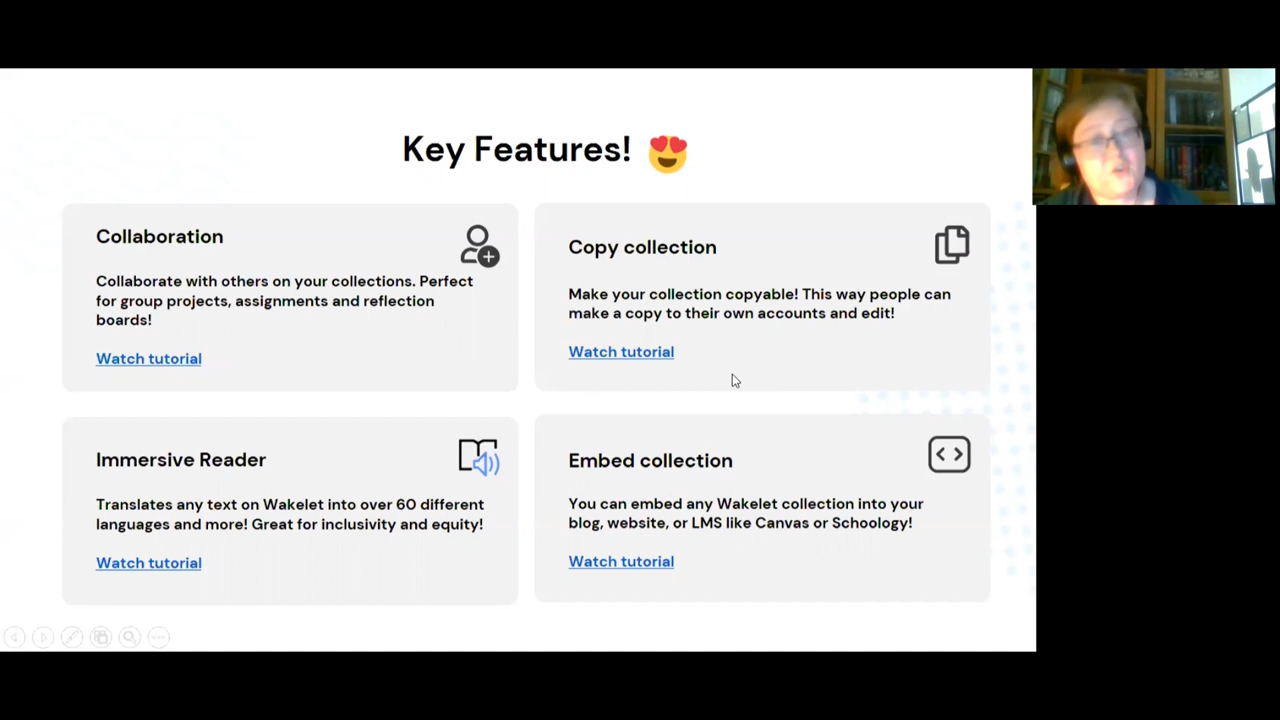 Key Features!
Collaboration
Collaborate with others on your collections. Perfect
for group projects, assignments and reflection
boards!
Watch tutorial
Copy collection
Make your collection copyable! This way people can
make a copy to their own accounts and edit!
Watch tutorial
Immersive Reader
Translates any text on Wakelet into over 60 different
languages and more! Great for inclusivity and equity!
Watch tutorial
Embed collection
You can embed any Wakelet collection into your
blog, website, or LMS like Canvas or Schoology!
Watch tutorial